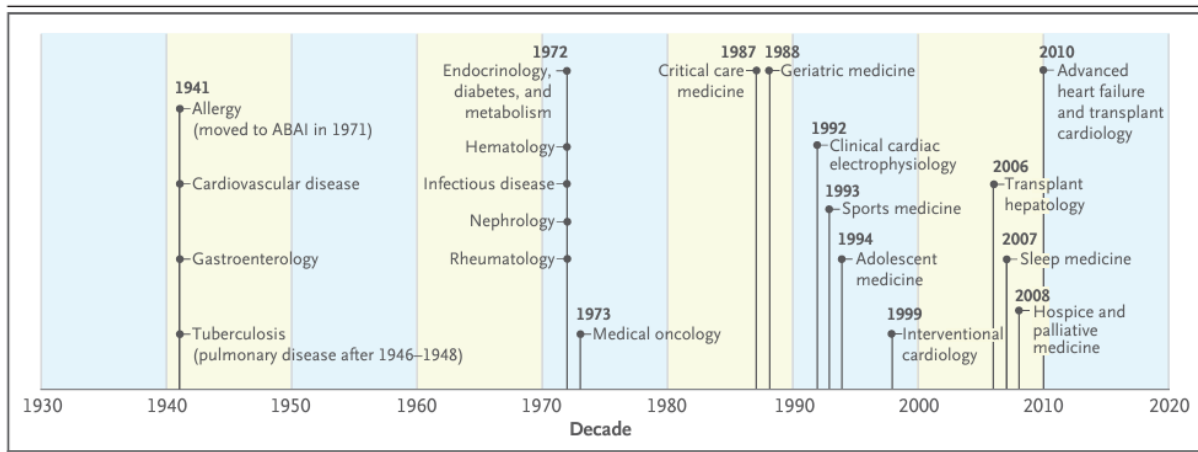 1941
Allergy
(moved to ABAI in 1971)
Cardiovascular disease
Gastroenterology
Tuberculosis
(pulmonary disease after 1946–1948)
1972
Endocrinology,
diabetes, and
metabolism
Hematology
Infectious disease
Nephrology
Rheumatology
1973
Medical oncology
1987
Critical care
medicine
1988
Geriatric medicine
1992
Clinical cardiac
electrophysiology
1993
Sports medicine
1994
Adolescent
medicine
1999
Interventional
cardiology
2006
Transplant
hepatology
2007
Sleep medicine
2008
Hospice and
palliative
medicine
2010
Advanced
heart failure
and transplant
cardiology
1930 1940 1950 1960 1970 1980 1990 2000 2010 2020
Decade